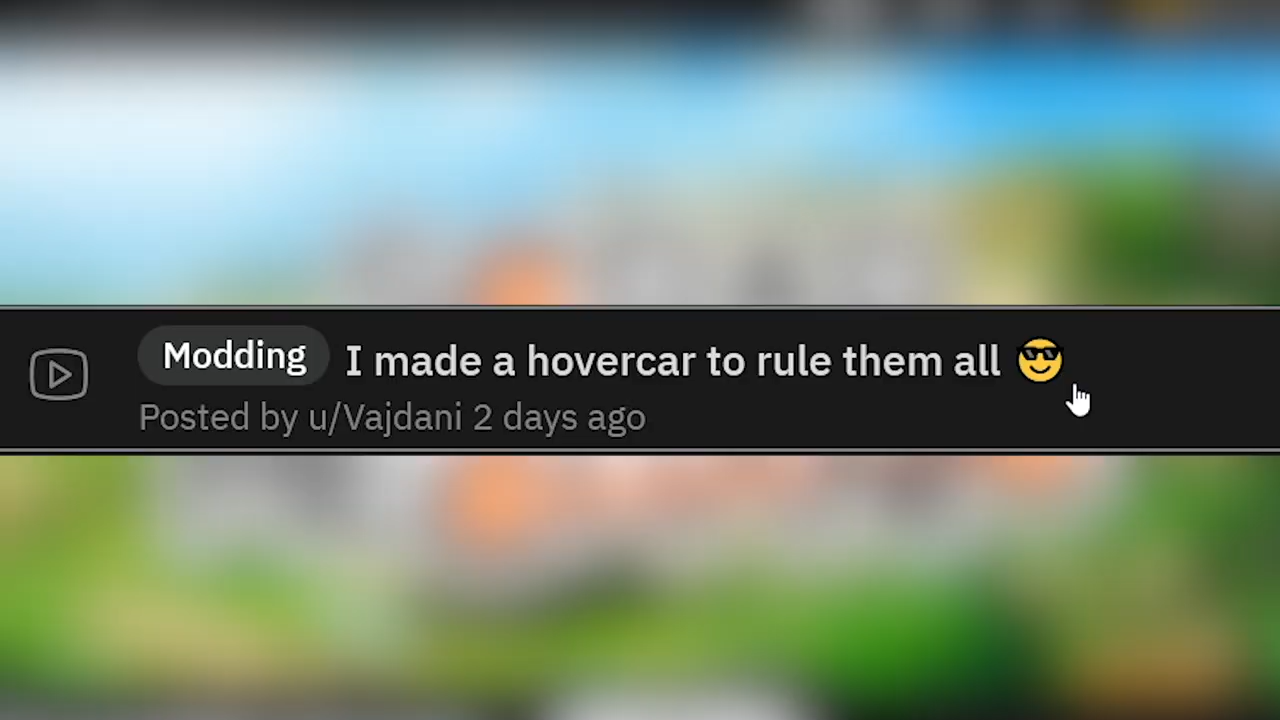 Modding I made a hovercar to rule them all 😎
Posted by u/Vajdani 2 days ago